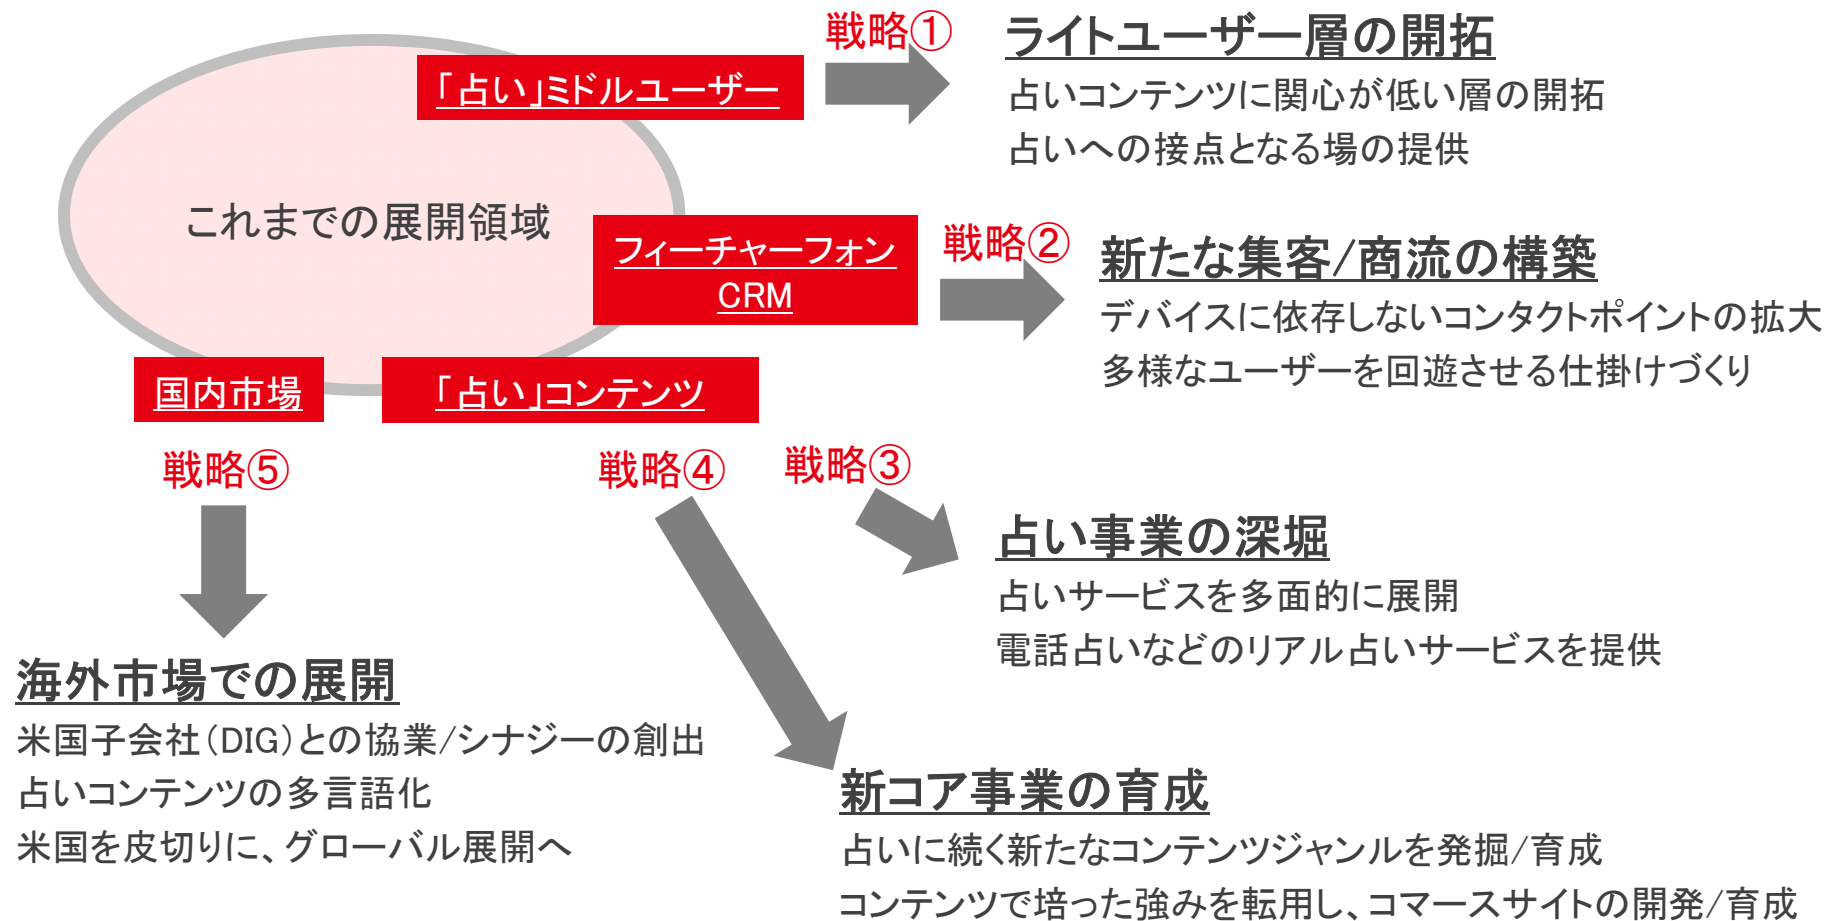 戦略①
ライトユーザー層の開拓
占いコンテンツに関心が低い層の開拓
占いへの接点となる場の提供
「占い」ミドルユーザー
これまでの展開領域
フィーチャーフォン
CRM
戦略②
新たな集客/商流の構築
デバイスに依存しないコンタクトポイントの拡大
多様なユーザーを回遊させる仕掛けづくり
国内市場
「占い」コンテンツ
戦略⑤
戦略④
戦略③
占い事業の深堀
占いサービスを多面的に展開
電話占いなどのリアル占いサービスを提供
海外市場での展開
米国子会社（DIG）との協業/シナジーの創出
占いコンテンツの多言語化
米国を皮切りに、グローバル展開へ
新コア事業の育成
占いに続く新たなコンテンツジャンルを発掘/育成
コンテンツで培った強みを転用し、コマースサイトの開発/育成